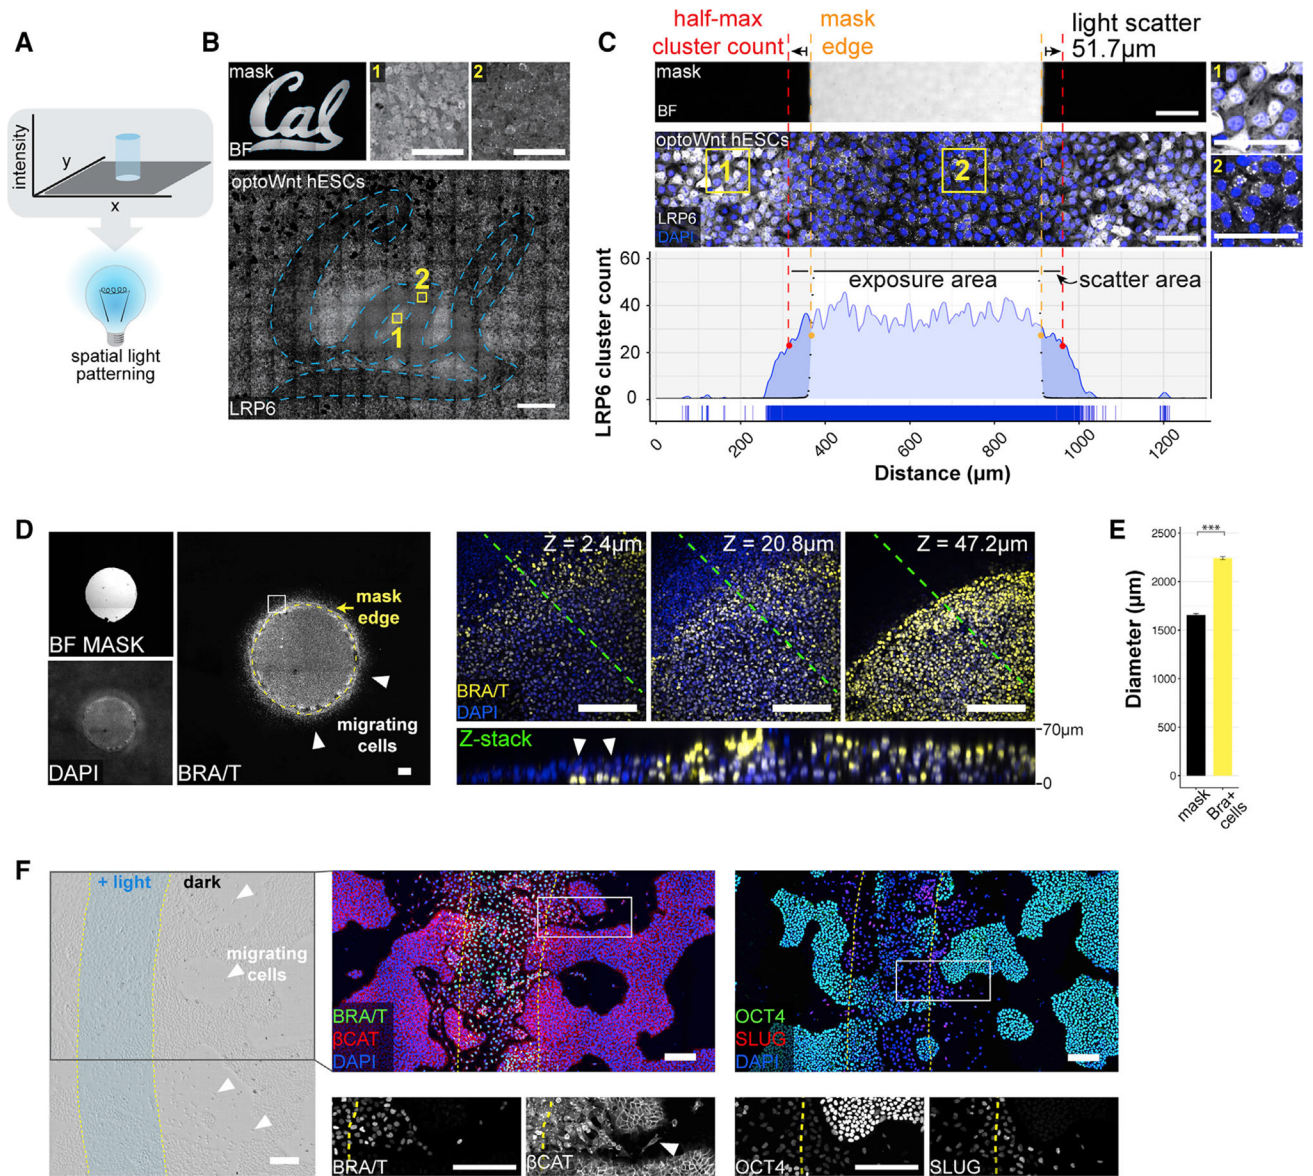 A
intensity
y
x
spatial light
patterning
B
mask
Cal
BF
1
2
optoWnt hESCs
2
1
LRP6
C
half-max
cluster count
mask
edge
light scatter
51.7µm
mask
BF
optoWnt hESCs
1
2
LRP6
DAPI
1
2
LRP6 cluster count
60
40
20
0
exposure area
scatter area
0
200
400
600
800
1000
1200
Distance (µm)
D
BF MASK
DAPI
mask
edge
migrating
cells
BRA/T
Z = 2.4µm
Z = 20.8µm
Z = 47.2µm
BRA/T
DAPI
Z-stack
70µm
0
E
Diameter (µm)
2500
2000
1500
1000
500
0
***
mask
Bra+
cells
F
+ light
dark
migrating
cells
BRA/T
βCAT
DAPI
OCT4
SLUG
DAPI
BRA/T
βCAT
OCT4
SLUG